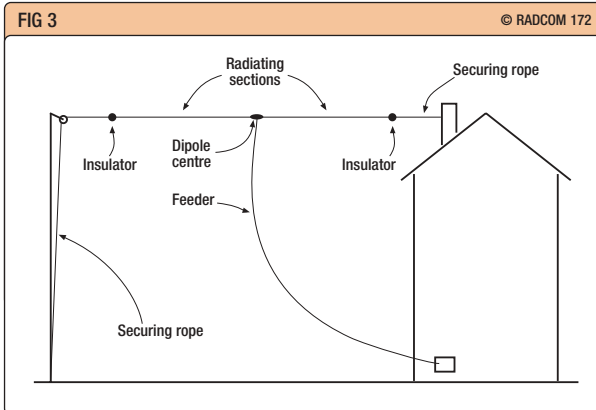 FIG 3
© RADCOM 172
Radiating
sections
Securing rope
Insulator
Dipole
centre
Insulator
Feeder
Securing rope